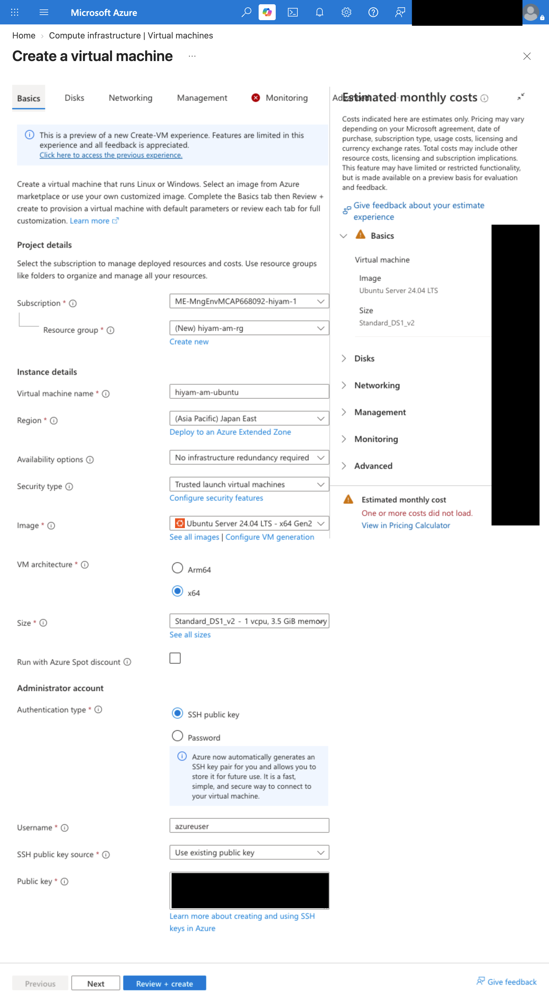 Microsoft Azure
Home › Compute infrastructure | Virtual machines
Create a virtual machine ...
Basics
Disks
Networking
Management
Monitoring
Advanced
This is a preview of a new Create-VM experience. Features are limited in this
experience and all feedback is appreciated.
Click here to access the previous experience.
Create a virtual machine that runs Linux or Windows. Select an image from Azure
marketplace or use your own customized image. Complete the Basics tab then Review +
create to provision a virtual machine with default parameters or review each tab for full
customization. Learn more
Project details
Select the subscription to manage deployed resources and costs. Use resource groups
like folders to organize and manage all your resources.
Subscription *
ME-MngEnvMCAP668092-hiyam-1
Resource group *
(New) hiyam-am-rg
Create new
Instance details
Virtual machine name *
hiyam-am-ubuntu
Region *
(Asia Pacific) Japan East
Deploy to an Azure Extended Zone
Availability options
No infrastructure redundancy required
Security type
Trusted launch virtual machines
Configure security features
Image *
Ubuntu Server 24.04 LTS - x64 Gen2
See all images | Configure VM generation
VM architecture *
Arm64
x64
Size *
Standard_DS1_v2 - 1 vcpu, 3.5 GiB memory
See all sizes
Run with Azure Spot discount
Administrator account
Authentication type *
SSH public key
Password
Azure now automatically generates an
SSH key pair for you and allows you to
store it for future use. It is a fast,
simple, and secure way to connect to
your virtual machine.
Username *
azureuser
SSH public key source *
Use existing public key
Public key *
Learn more about creating and using SSH
keys in Azure
Estimated monthly costs
Costs indicated here are estimates only. Pricing may vary
depending on your Microsoft agreement, date of
purchase, subscription type, usage costs, licensing and
currency exchange rates. Total costs may include other
resource costs, licensing and subscription implications.
This feature may have limited or restricted functionality,
but is made available on a preview basis for evaluation
and feedback.
Give feedback about your estimate
experience
Basics
Virtual machine
Image
Ubuntu Server 24.04 LTS
Size
Standard_DS1_v2
Disks
Networking
Management
Monitoring
Advanced
Estimated monthly cost
One or more costs did not load.
View in Pricing Calculator
Previous
Next
Review + create
Give feedback